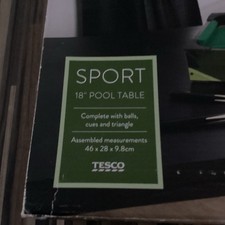 SPORT
18" POOL TABLE
Complete with balls,
cues and triangle
Assembled measurements
46 x 28 x 9.8cm
TESCO